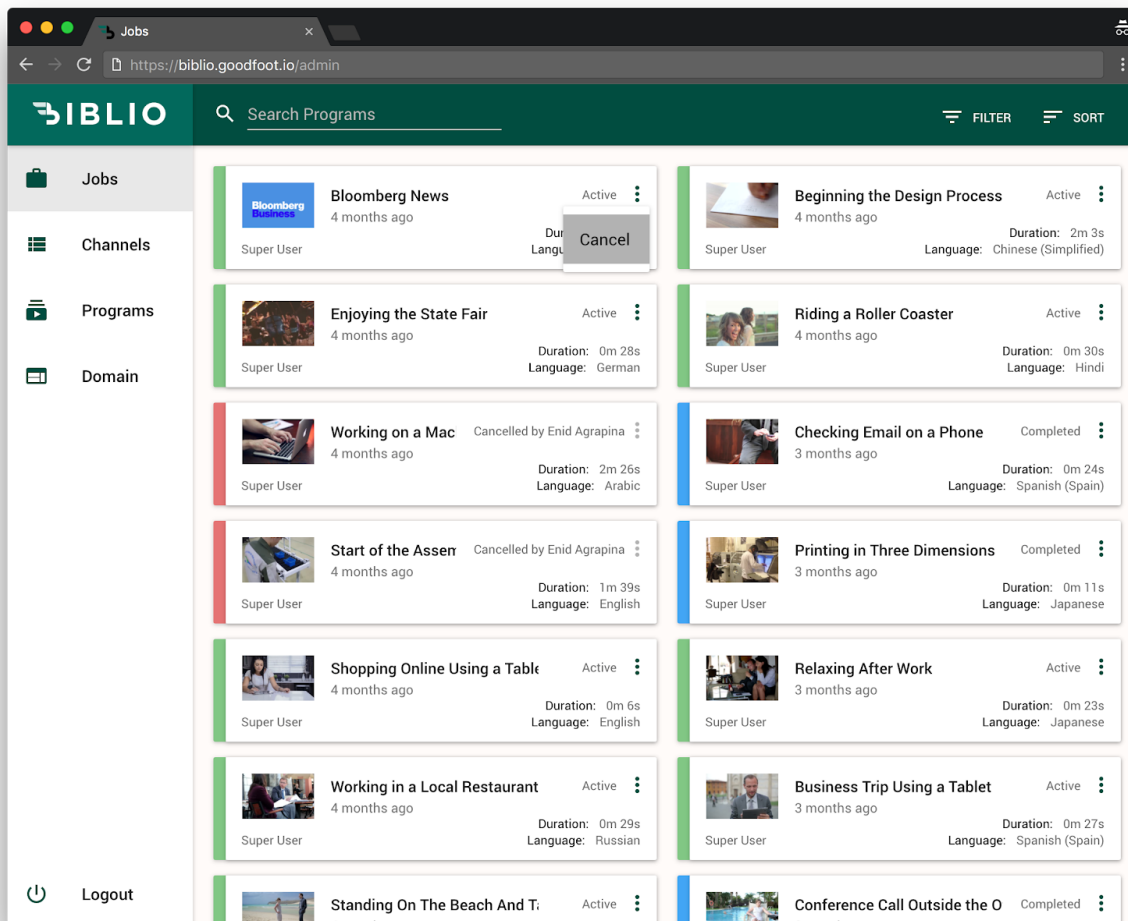 Jobs
https://biblio.goodfoot.io/admin
BIBLIO
Search Programs
FILTER
SORT
Jobs
Channels
Programs
Domain
Logout
Bloomberg Business
Bloomberg News
Active
4 months ago
Cancel
Super User
Beginning the Design Process
Active
4 months ago
Duration: 2m 3s
Super User
Language: Chinese (Simplified)
Enjoying the State Fair
Active
4 months ago
Duration: 0m 28s
Super User
Language: German
Riding a Roller Coaster
Active
4 months ago
Duration: 0m 30s
Super User
Language: Hindi
Working on a Mac
Cancelled by Enid Agrapina
4 months ago
Duration: 2m 26s
Super User
Language: Arabic
Checking Email on a Phone
Completed
3 months ago
Duration: 0m 24s
Super User
Language: Spanish (Spain)
Start of the Assem
Cancelled by Enid Agrapina
4 months ago
Duration: 1m 39s
Super User
Language: English
Printing in Three Dimensions
Completed
3 months ago
Duration: 0m 11s
Super User
Language: Japanese
Shopping Online Using a Table
Active
4 months ago
Duration: 0m 6s
Super User
Language: English
Relaxing After Work
Active
3 months ago
Duration: 0m 23s
Super User
Language: Japanese
Working in a Local Restaurant
Active
4 months ago
Duration: 0m 29s
Super User
Language: Russian
Business Trip Using a Tablet
Active
3 months ago
Duration: 0m 27s
Super User
Language: Spanish (Spain)
Standing On The Beach And Ta
Active
Conference Call Outside the O
Completed